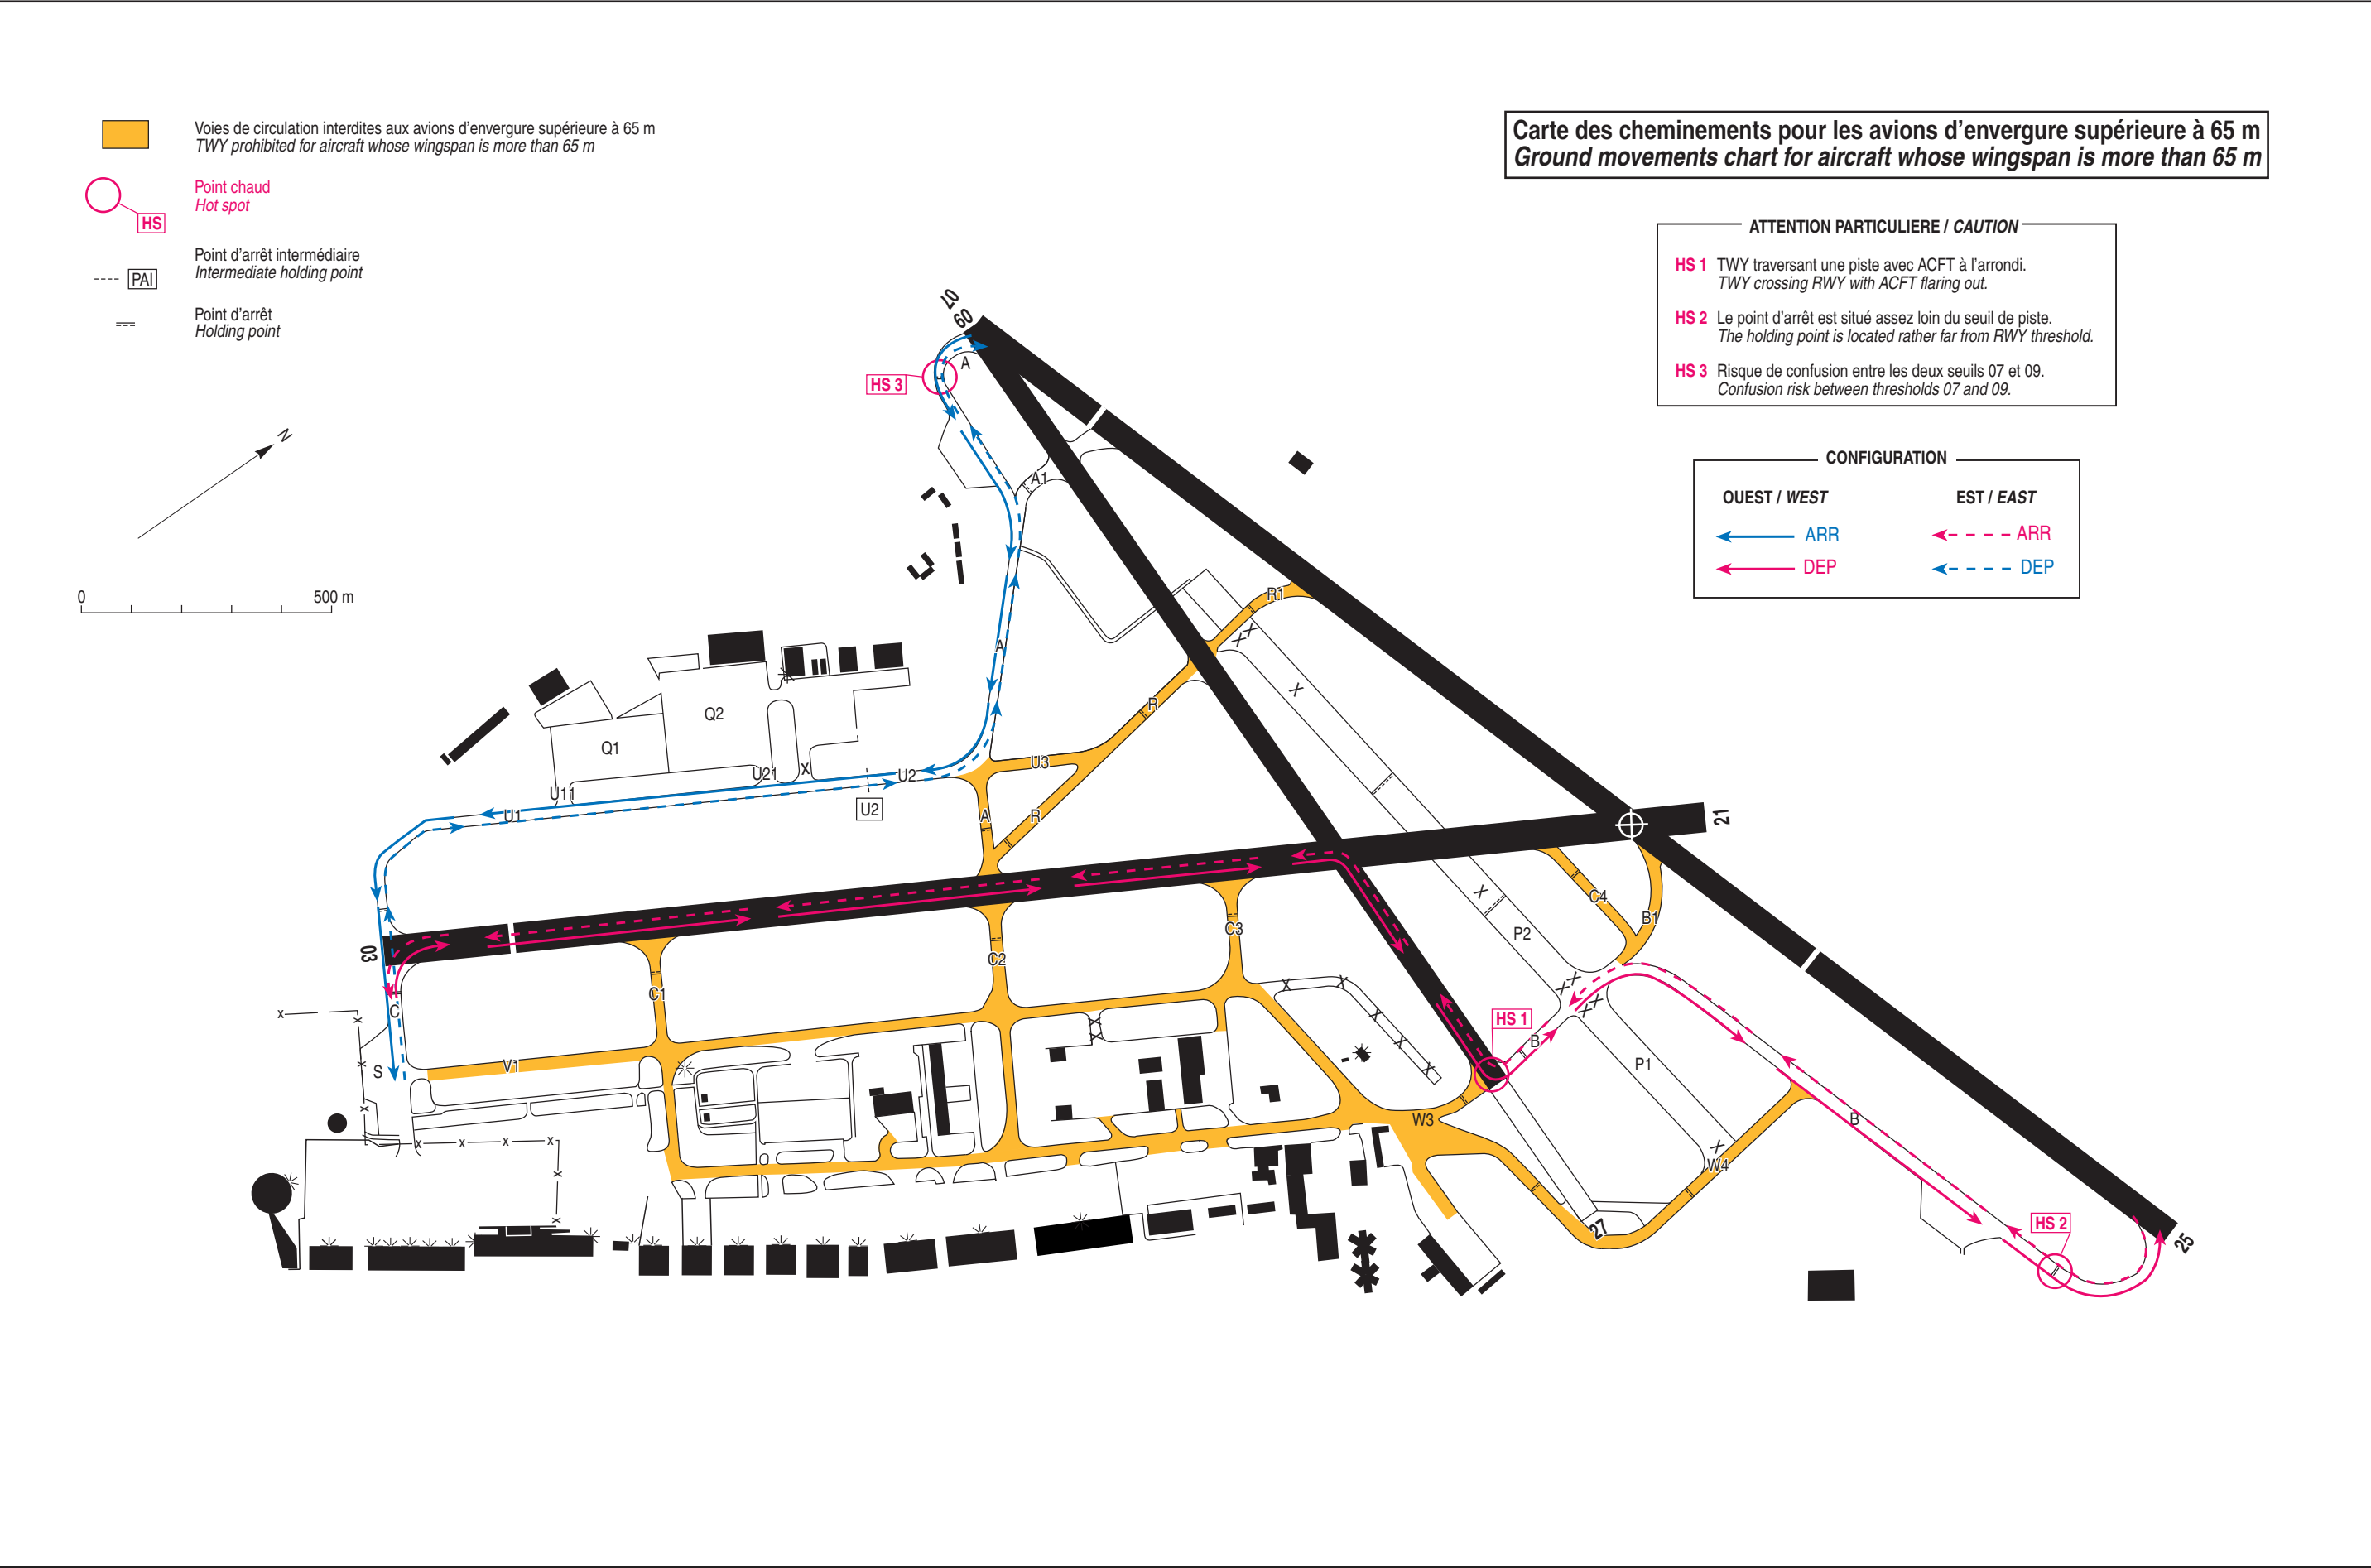 Voies de circulation interdites aux avions d'envergure supérieure à 65 m
TWY prohibited for aircraft whose wingspan is more than 65 m
Point chaud
Hot spot
HS
Point d'arrêt intermédiaire
Intermediate holding point
PAI
Point d'arrêt
Holding point
Carte des cheminements pour les avions d'envergure supérieure à 65 m
Ground movements chart for aircraft whose wingspan is more than 65 m
ATTENTION PARTICULIERE / CAUTION
HS 1 TWY traversant une piste avec ACFT à l'arrondi.
TWY crossing RWY with ACFT flaring out.
HS 2 Le point d'arrêt est situé assez loin du seuil de piste.
The holding point is located rather far from RWY threshold.
HS 3 Risque de confusion entre les deux seuils 07 et 09.
Confusion risk between thresholds 07 and 09.
CONFIGURATION
OUEST / WEST EST / EAST
ARR ARR
DEP DEP
N
0 500 m
07
09
A
HS 3
A1
R1
A
R
Q2
Q1
U3
U21
X
U2
U11
U2
U1
A
R
21
C4
B1
P2
C3
03
C2
C1
C
HS 1
B
P1
V1
S
W3
B
W4
27
HS 2
25